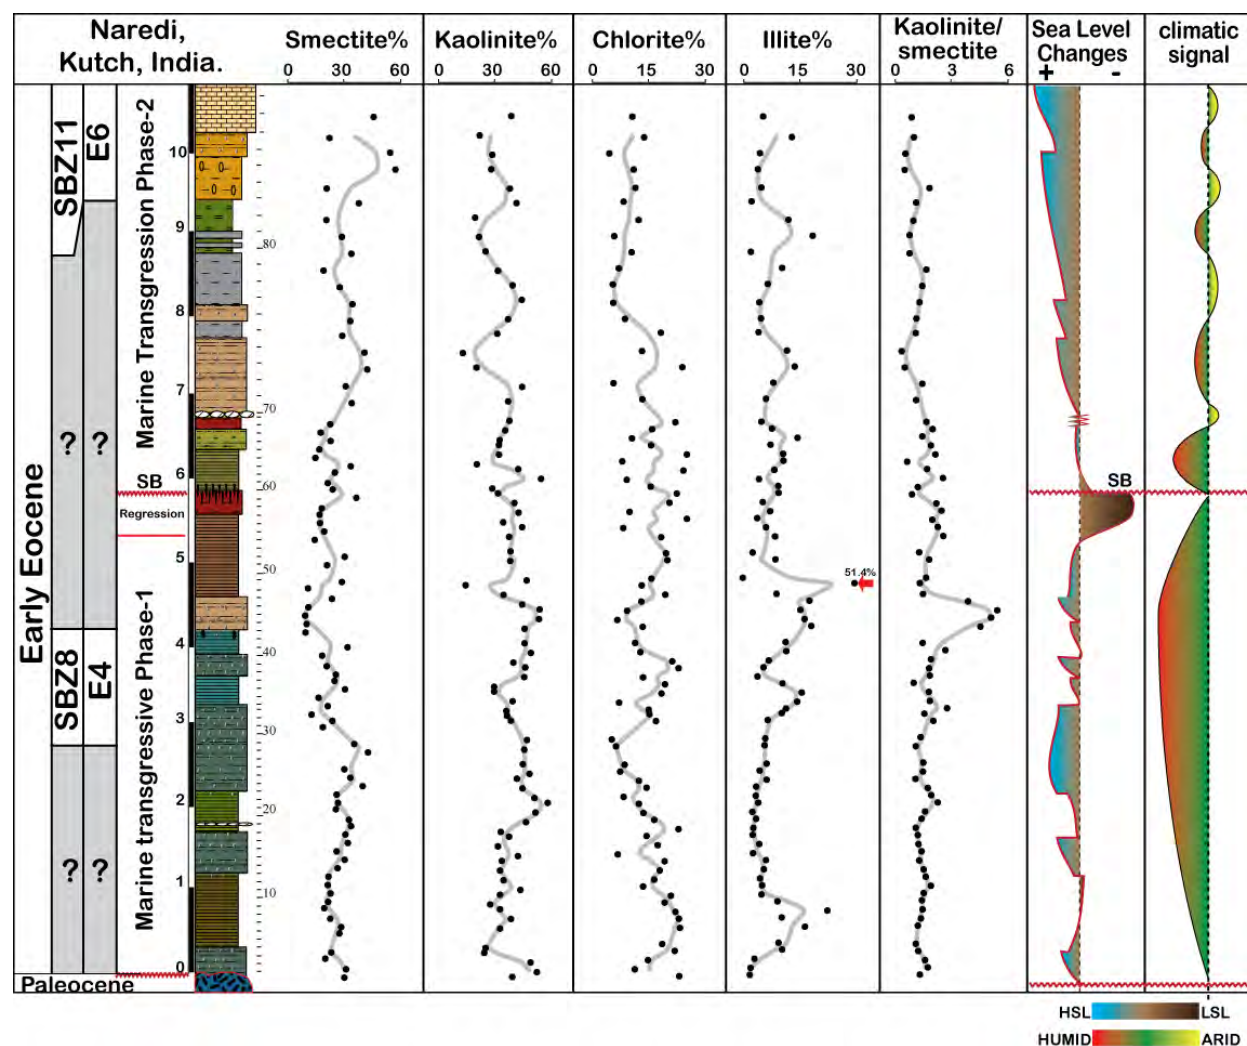 Naredi,
Kutch, India.
Smectite%
0 30 60
Kaolinite%
0 30 60
Chlorite%
0 15 30
Illite%
0 15 30
Kaolinite/
smectite
0 3 6
Sea Level
Changes
+ -
climatic
signal
Early Eocene
SBZ11
E6
?
?
SBZ8
E4
?
?
Marine Transgression Phase-2
SB
Regression
Marine transgressive Phase-1
10
9
8
7
6
5
4
3
2
1
0
80
70
60
50
40
30
20
10
51.4%
SB
Paleocene
HSL LSL
HUMID ARID